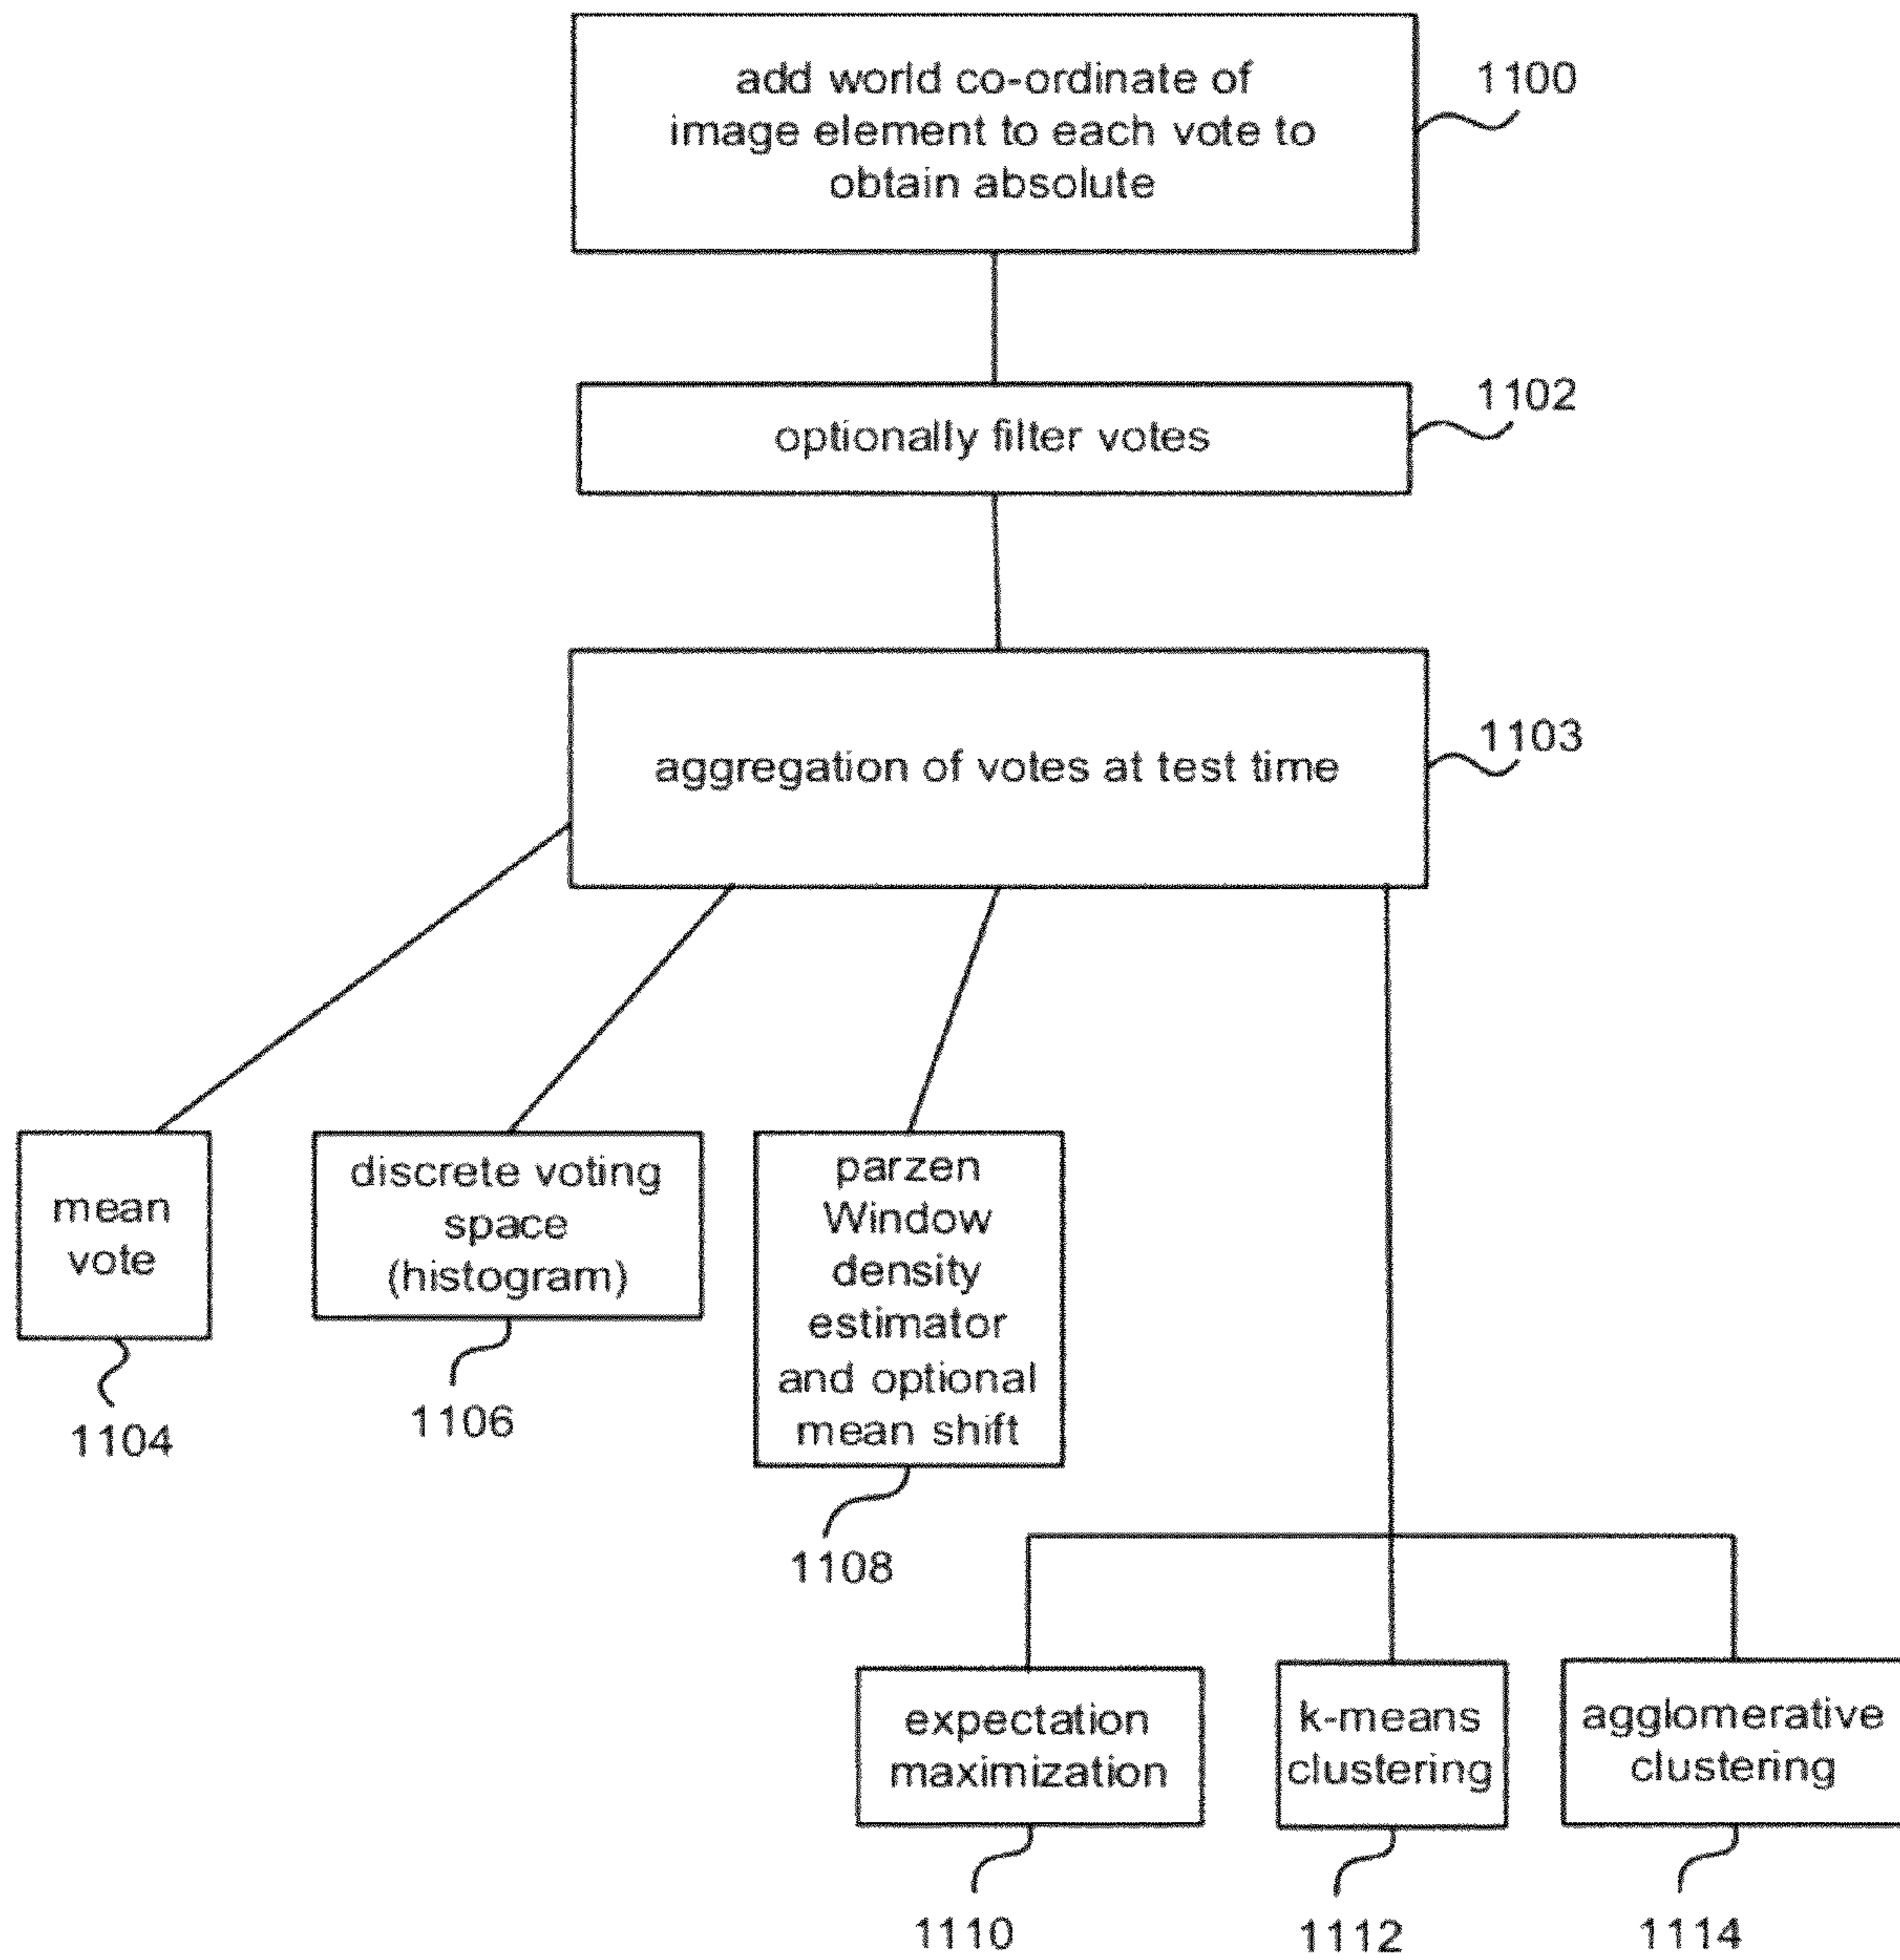 add world co-ordinate of
image element to each vote to
obtain absolute
1100
optionally filter votes
1102
aggregation of votes at test time
1103
mean
vote
1104
discrete voting
space
(histogram)
1106
parzen
Window
density
estimator
and optional
mean shift
1108
expectation
maximization
1110
k-means
clustering
1112
agglomerative
clustering
1114